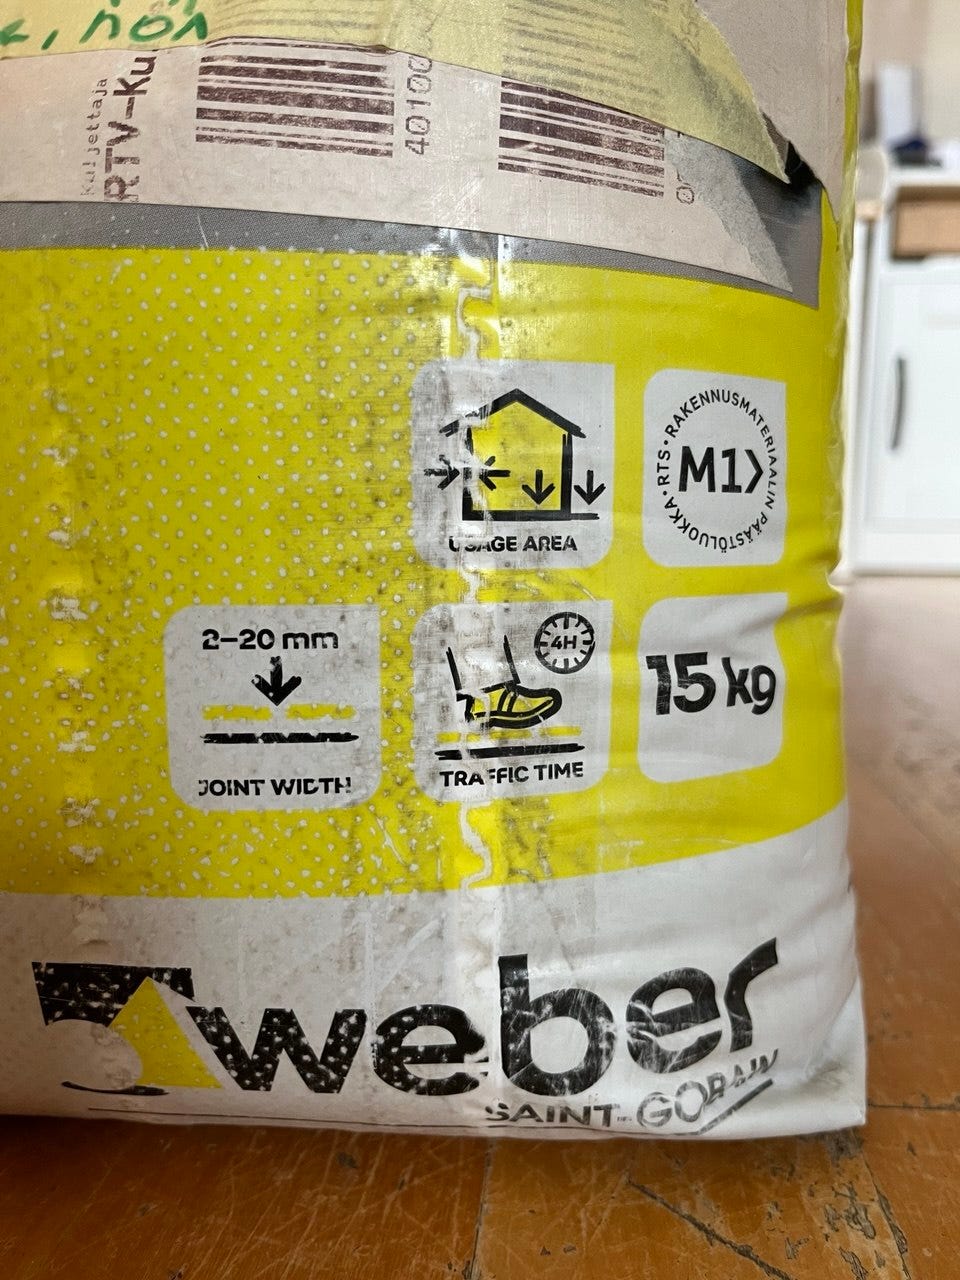 Kuljettaja
RTV-Ku
40100
USAGE AREA
RTS • RAKENNUSMATERIAALIN PÄÄSTÖLUOKKA •
M1
2–20 mm
JOINT WIDTH
4H
TRAFFIC TIME
15 kg
weber
SAINT-GOBAIN